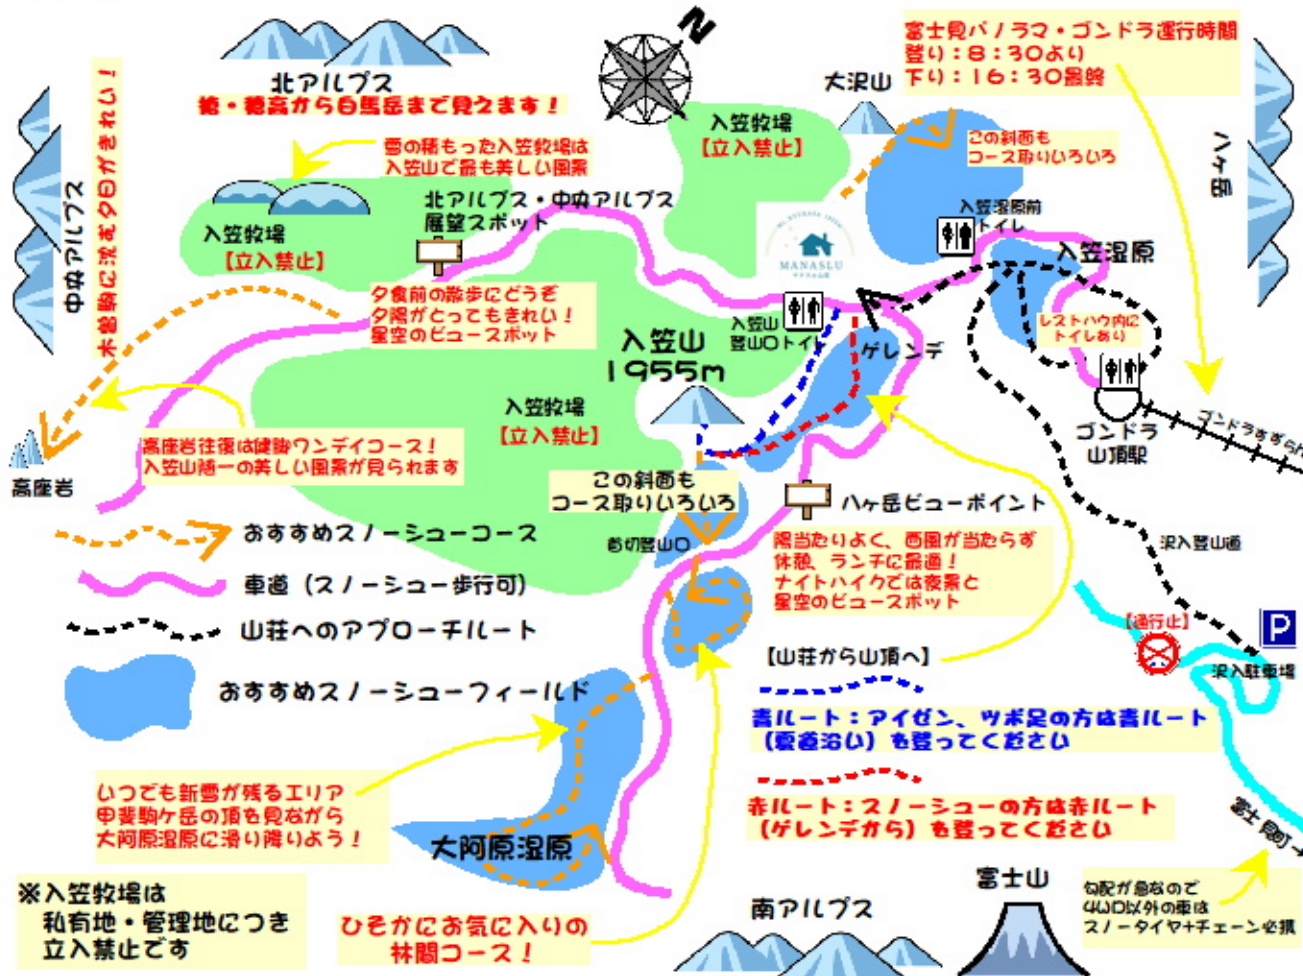 N
富士見パノラマ・ゴンドラ運行時間
登り：8：30より
下り：16：30最終
北アルプス
槍・穂高から白馬岳まで見えます！
大沢山
八ヶ岳
中央アルプス
木曽駒に沈む夕日がきれい！
雪の積もった入笠牧場は
入笠山で最も美しい風景
入笠牧場
【立入禁止】
この斜面も
コース取りいろいろ
北アルプス・中央アルプス
展望スポット
入笠湿原前
トイレ
MANASLU
入笠湿原
入笠牧場
【立入禁止】
夕食前の散歩にどうぞ
夕陽がとってもきれい！
星空のビュースポット
入笠山
登山口トイレ
入笠山
1955m
ゲレンデ
レストハウス内に
トイレあり
入笠牧場
【立入禁止】
ゴンドラ
山頂駅
ゴンドラすずらん
高座岩往復は健脚ワンデイコース！
入笠山随一の美しい風景が見られます
高座岩
この斜面も
コース取りいろいろ
八ヶ岳ビューポイント
おすすめスノーシューコース
首切登山口
陽当たりよく、西風が当たらず
休憩、ランチに最適！
ナイトハイクでは夜景と
星空のビュースポット
沢入登山道
車道（スノーシュー歩行可）
山荘へのアプローチルート
【通行止】
P
沢入駐車場
【山荘から山頂へ】
おすすめスノーシューフィールド
青ルート：アイゼン、ツボ足の方は青ルート
（夏道沿い）を登ってください
いつでも新雪が残るエリア
甲斐駒ケ岳の頂を見ながら
大阿原湿原に滑り降りよう！
赤ルート：スノーシューの方は赤ルート
（ゲレンデから）を登ってください
富士見町→
大阿原湿原
※入笠牧場は
私有地・管理地につき
立入禁止です
ひそかにお気に入りの
林間コース！
南アルプス
富士山
勾配が急なので
4WD以外の車は
スノータイヤ+チェーン必携